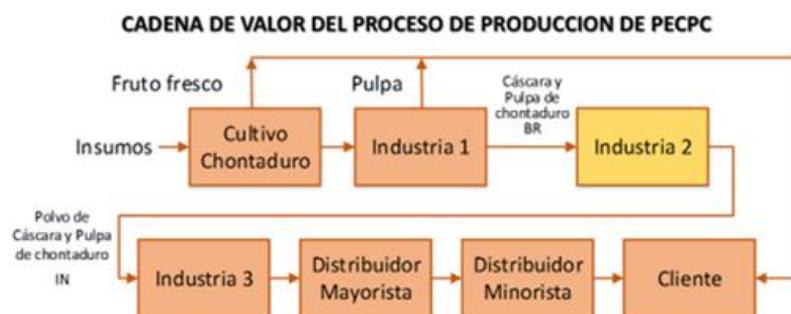 CADENA DE VALOR DEL PROCESO DE PRODUCCION DE PECPC
Fruto fresco
Pulpa
Cáscara y
Pulpa de
chontaduro
BR
Insumos
Cultivo
Chontaduro
Industria 1
Industria 2
Polvo de
Cáscara y Pulpa
de chontaduro
IN
Industria 3
Distribuidor
Mayorista
Distribuidor
Minorista
Cliente